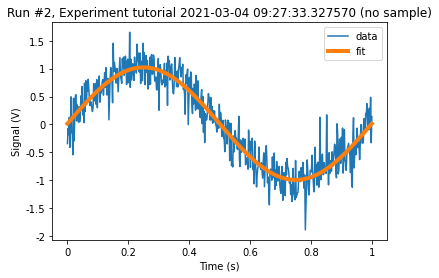 Run #2, Experiment tutorial 2021-03-04 09:27:33.327570 (no sample)
data
fit
Signal (V)
1.5
1
0.5
0
-0.5
-1
-1.5
-2
0
0.2
0.4
0.6
0.8
1
Time (s)